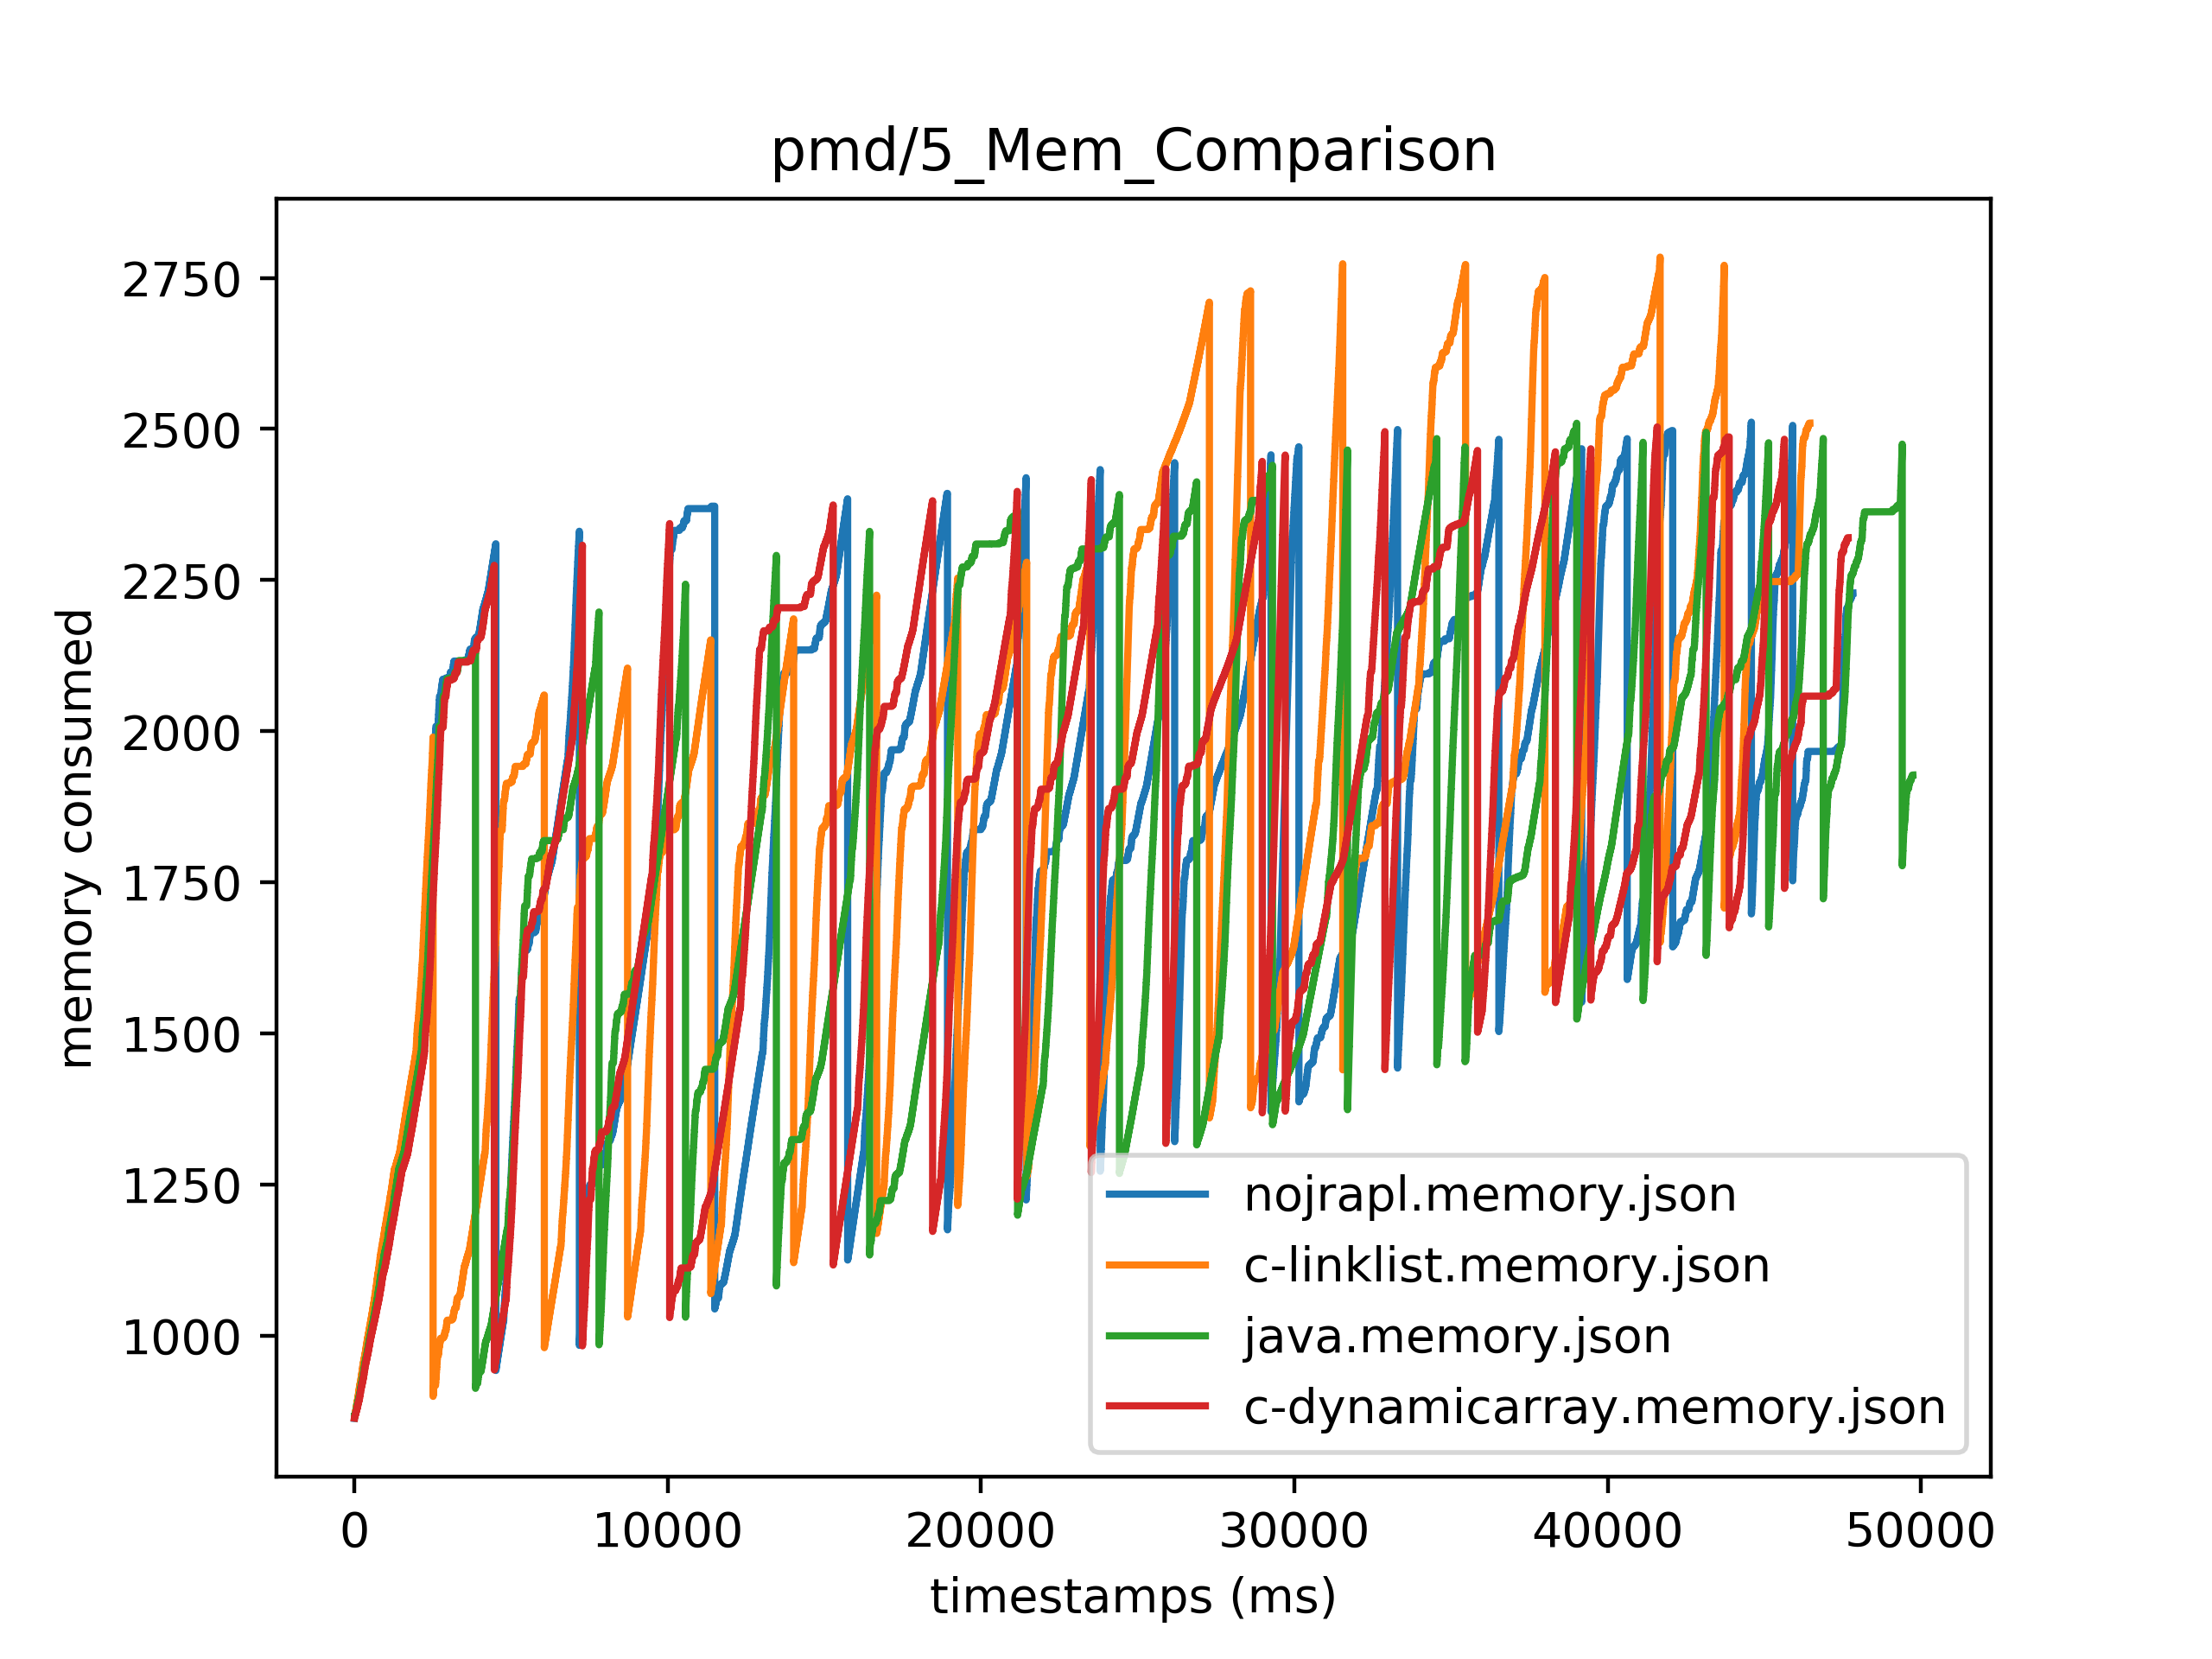 pmd/5_Mem_Comparison
memory consumed
2750
2500
2250
2000
1750
1500
1250
1000
nojrapl.memory.json
c-linklist.memory.json
java.memory.json
c-dynamicarray.memory.json
0 10000 20000 30000 40000 50000
timestamps (ms)